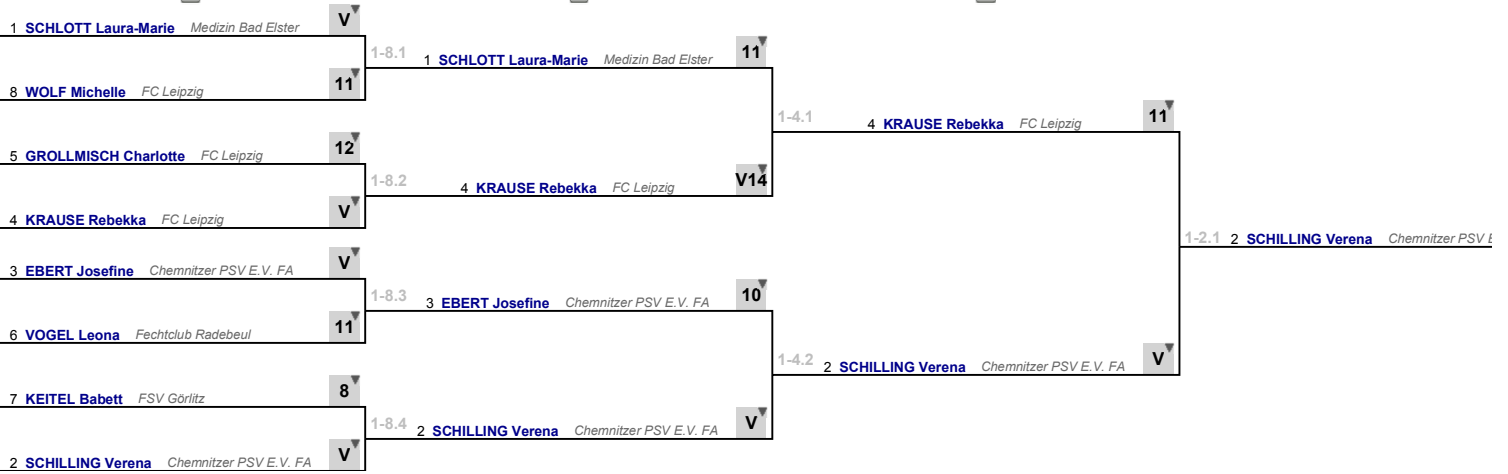 1 SCHLOTT Laura-Marie Medizin Bad Elster V
8 WOLF Michelle FC Leipzig 11
5 GROLLMISCH Charlotte FC Leipzig 12
4 KRAUSE Rebekka FC Leipzig V
3 EBERT Josefine Chemnitzer PSV E.V. FA V
6 VOGEL Leona Fechtclub Radebeul 11
7 KEITEL Babett FSV Görlitz 8
2 SCHILLING Verena Chemnitzer PSV E.V. FA V
1-8.1 1 SCHLOTT Laura-Marie Medizin Bad Elster 11
1-8.2 4 KRAUSE Rebekka FC Leipzig V14
1-8.3 3 EBERT Josefine Chemnitzer PSV E.V. FA 10
1-8.4 2 SCHILLING Verena Chemnitzer PSV E.V. FA V
1-4.1 4 KRAUSE Rebekka FC Leipzig 11
1-4.2 2 SCHILLING Verena Chemnitzer PSV E.V. FA V
1-2.1 2 SCHILLING Verena Chemnitzer PSV